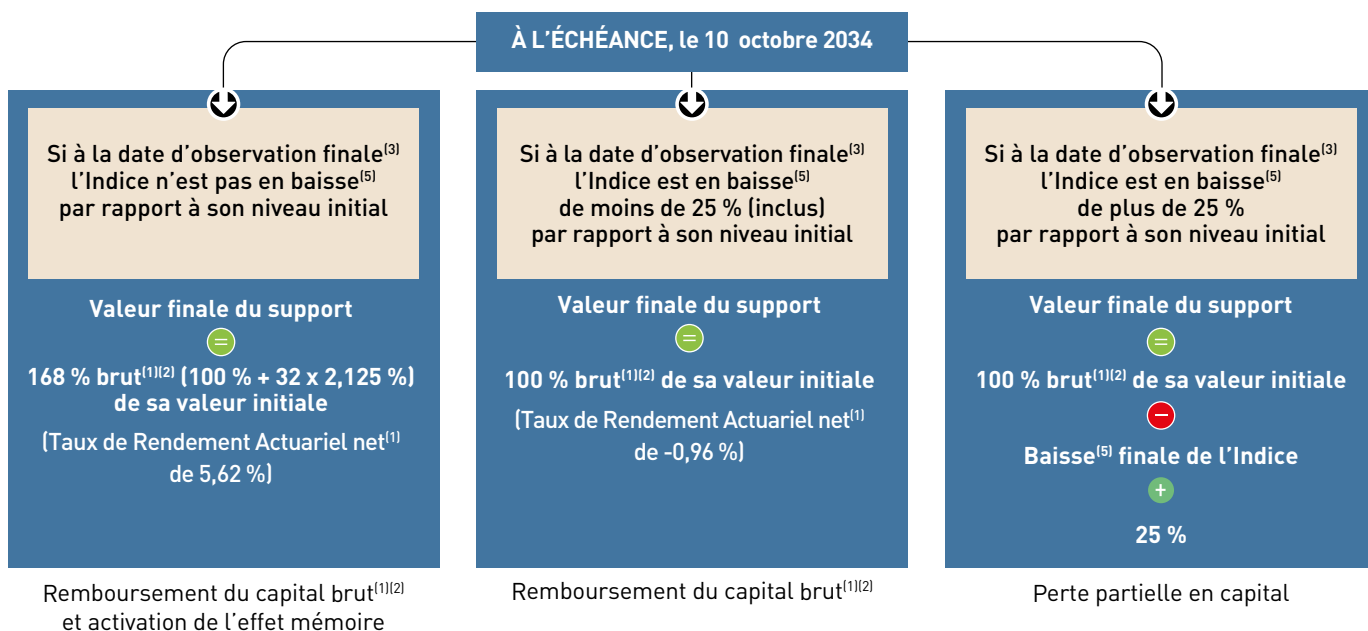 À L'ÉCHÉANCE, le 10 octobre 2034
Si à la date d'observation finale(3)
l'Indice n'est pas en baisse(5)
par rapport à son niveau initial
Valeur finale du support
=
168 % brut(1)(2) (100 % + 32 x 2,125 %)
de sa valeur initiale
(Taux de Rendement Actuariel net(1)
de 5,62 %)
Remboursement du capital brut(1)(2)
et activation de l'effet mémoire
Si à la date d'observation finale(3)
l'Indice est en baisse(5)
de moins de 25 % (inclus)
par rapport à son niveau initial
Valeur finale du support
=
100 % brut(1)(2) de sa valeur initiale
(Taux de Rendement Actuariel net(1)
de -0,96 %)
Remboursement du capital brut(1)(2)
Si à la date d'observation finale(3)
l'Indice est en baisse(5)
de plus de 25 %
par rapport à son niveau initial
Valeur finale du support
=
100 % brut(1)(2) de sa valeur initiale
−
Baisse(5) finale de l'Indice
+
25 %
Perte partielle en capital